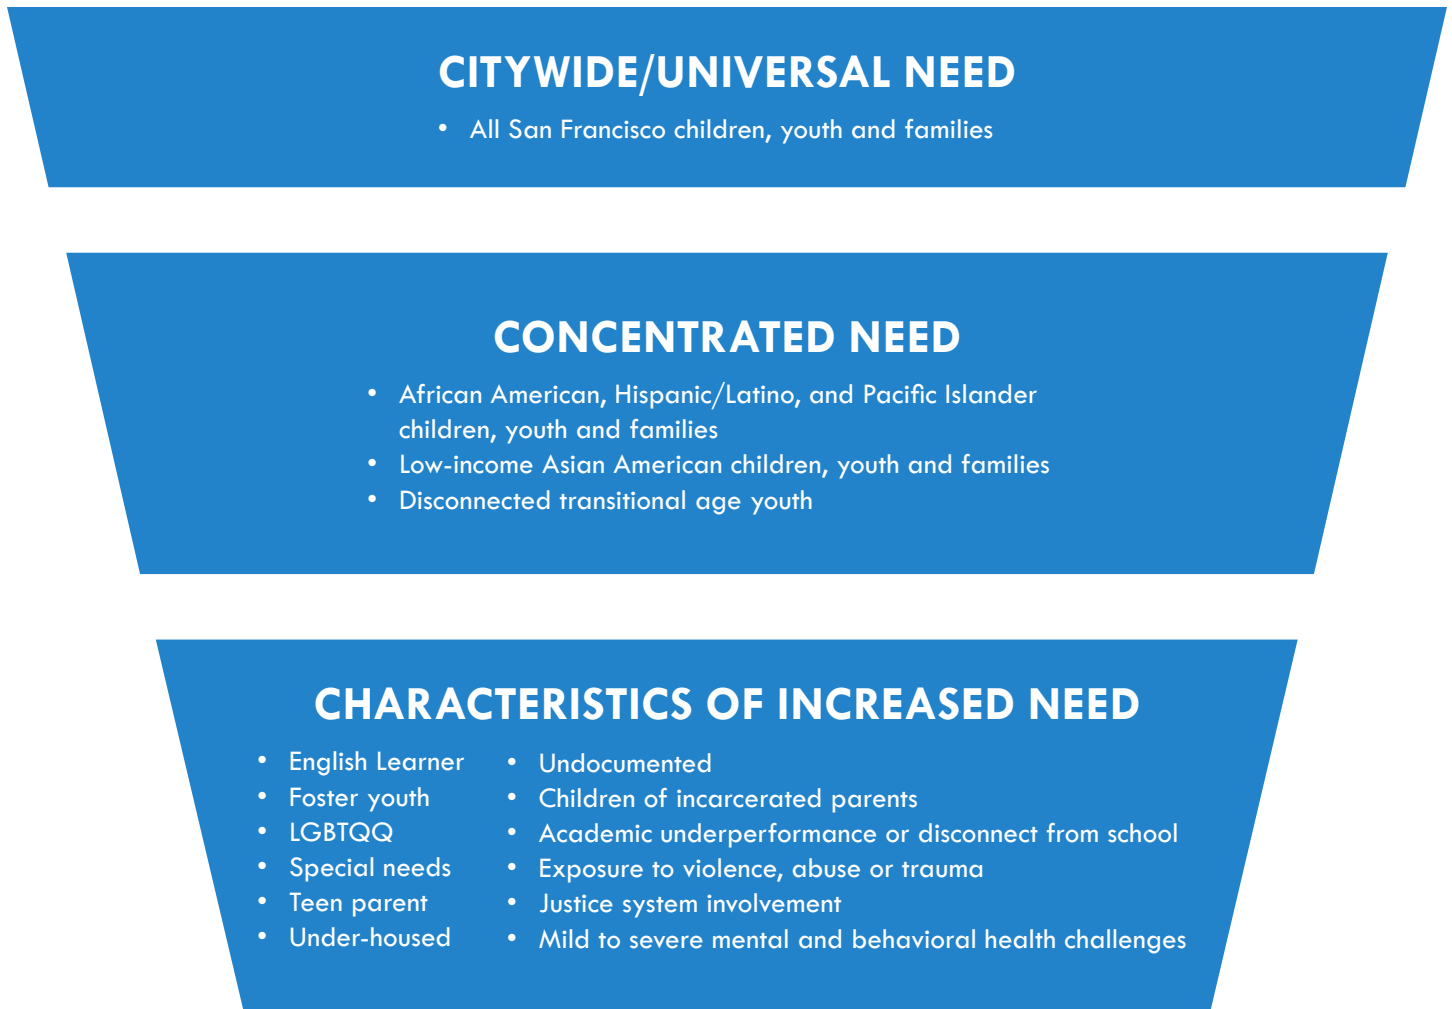 CITYWIDE/UNIVERSAL NEED
• All San Francisco children, youth and families
CONCENTRATED NEED
• African American, Hispanic/Latino, and Pacific Islander
children, youth and families
• Low-income Asian American children, youth and families
• Disconnected transitional age youth
CHARACTERISTICS OF INCREASED NEED
• English Learner
• Foster youth
• LGBTQQ
• Special needs
• Teen parent
• Under-housed
• Undocumented
• Children of incarcerated parents
• Academic underperformance or disconnect from school
• Exposure to violence, abuse or trauma
• Justice system involvement
• Mild to severe mental and behavioral health challenges